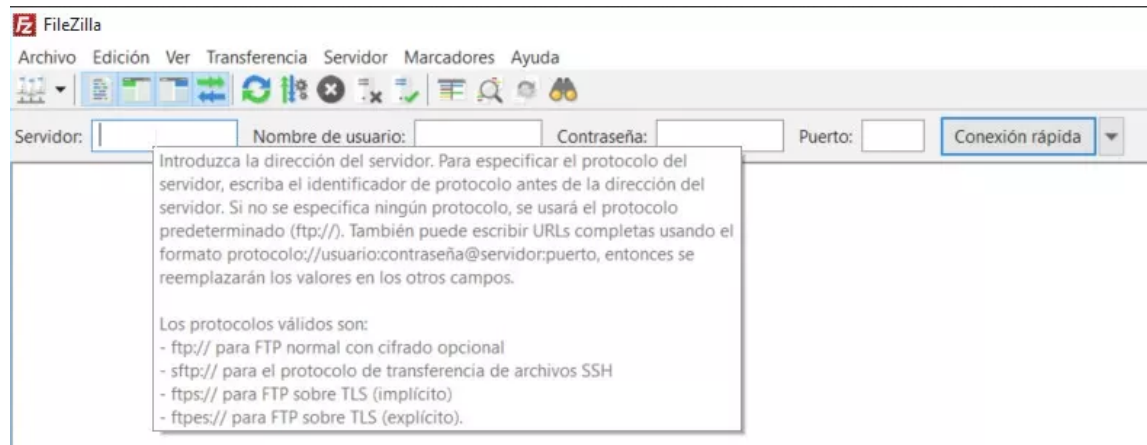 FileZilla
Archivo Edición Ver Transferencia Servidor Marcadores Ayuda
Servidor: Nombre de usuario: Contraseña: Puerto: Conexión rápida
Introduzca la dirección del servidor. Para especificar el protocolo del
servidor, escriba el identificador de protocolo antes de la dirección del
servidor. Si no se especifica ningún protocolo, se usará el protocolo
predeterminado (ftp://). También puede escribir URLs completas usando el
formato protocolo://usuario:contraseña@servidor:puerto, entonces se
reemplazarán los valores en los otros campos.
Los protocolos válidos son:
- ftp:// para FTP normal con cifrado opcional
- sftp:// para el protocolo de transferencia de archivos SSH
- ftps:// para FTP sobre TLS (implícito)
- ftpes:// para FTP sobre TLS (explícito).